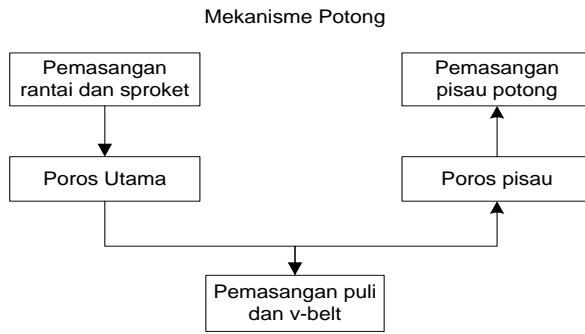 Mekanisme Potong
Pemasangan
rantai dan sproket
Pemasangan
pisau potong
Poros Utama
Poros pisau
Pemasangan puli
dan v-belt